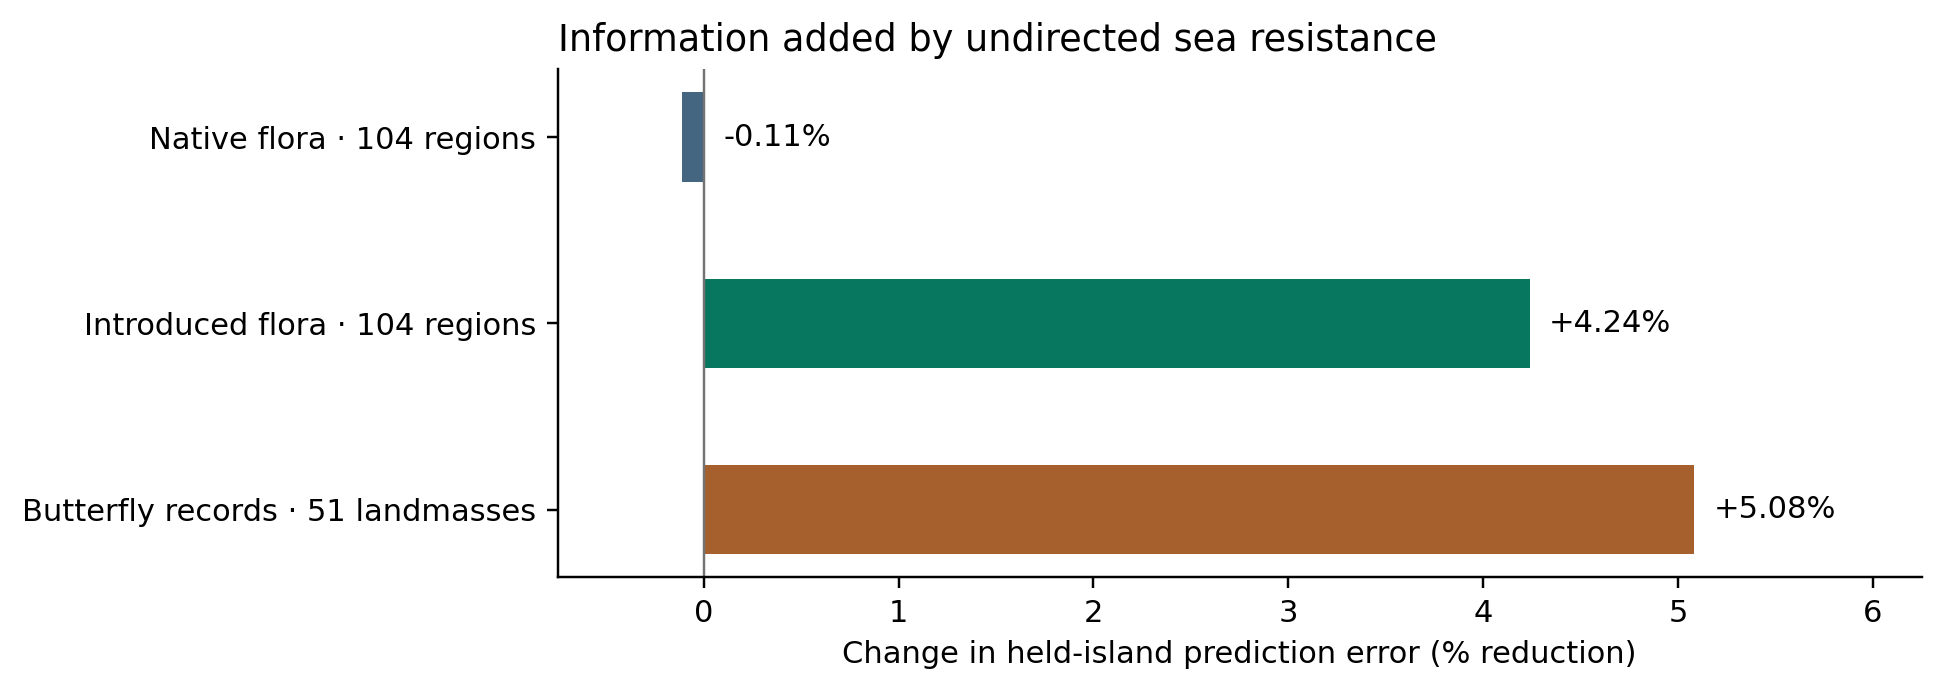 Information added by undirected sea resistance
Native flora · 104 regions
-0.11%
Introduced flora · 104 regions
+4.24%
Butterfly records · 51 landmasses
+5.08%
0 1 2 3 4 5 6
Change in held-island prediction error (% reduction)